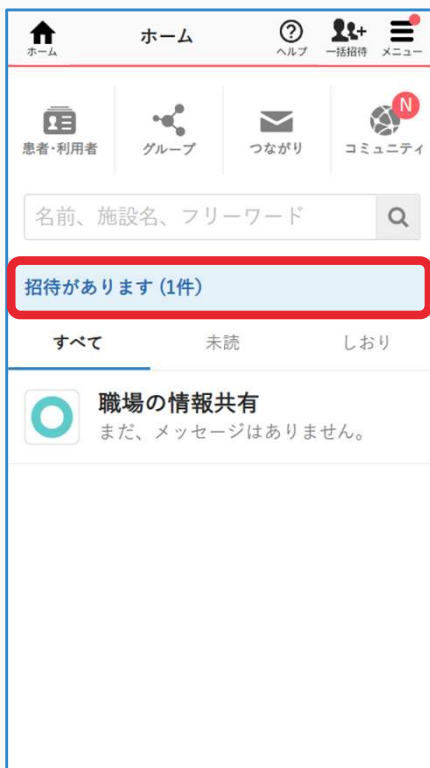 ホーム
ホーム
ヘルプ
一括招待
メニュー
患者・利用者
グループ
つながり
コミュニティ
N
名前、施設名、フリーワード
招待があります (1件)
すべて
未読
しおり
職場の情報共有
まだ、メッセージはありません。